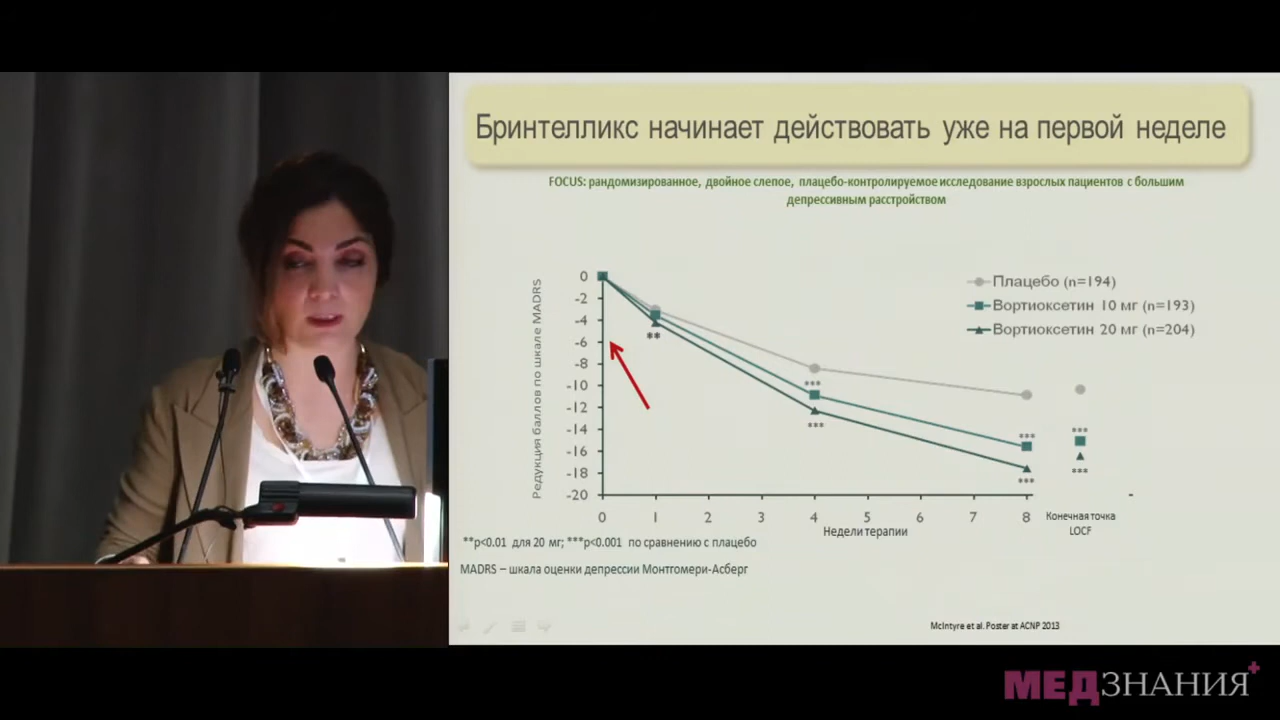 Бринтелликс начинает действовать уже на первой неделе
FOCUS: рандомизированное, двойное слепое, плацебо-контролируемое исследование взрослых пациентов с большим
депрессивным расстройством
Редукция баллов по шкале MADRS
0
-2
-4
-6
-8
-10
-12
-14
-16
-18
-20
Плацебо (n=194)
Вортиоксетин 10 мг (n=193)
Вортиоксетин 20 мг (n=204)
**
***
***
***
***
***
***
0 1 2 3 4 5 6 7 8
Конечная точка
LOCF
Недели терапии
-
**p<0.01 для 20 мг; ***p<0.001 по сравнению с плацебо
MADRS – шкала оценки депрессии Монтгомери-Асберг
McIntyre et al. Poster at ACNP 2013
МЕДЗНАНИЯ+